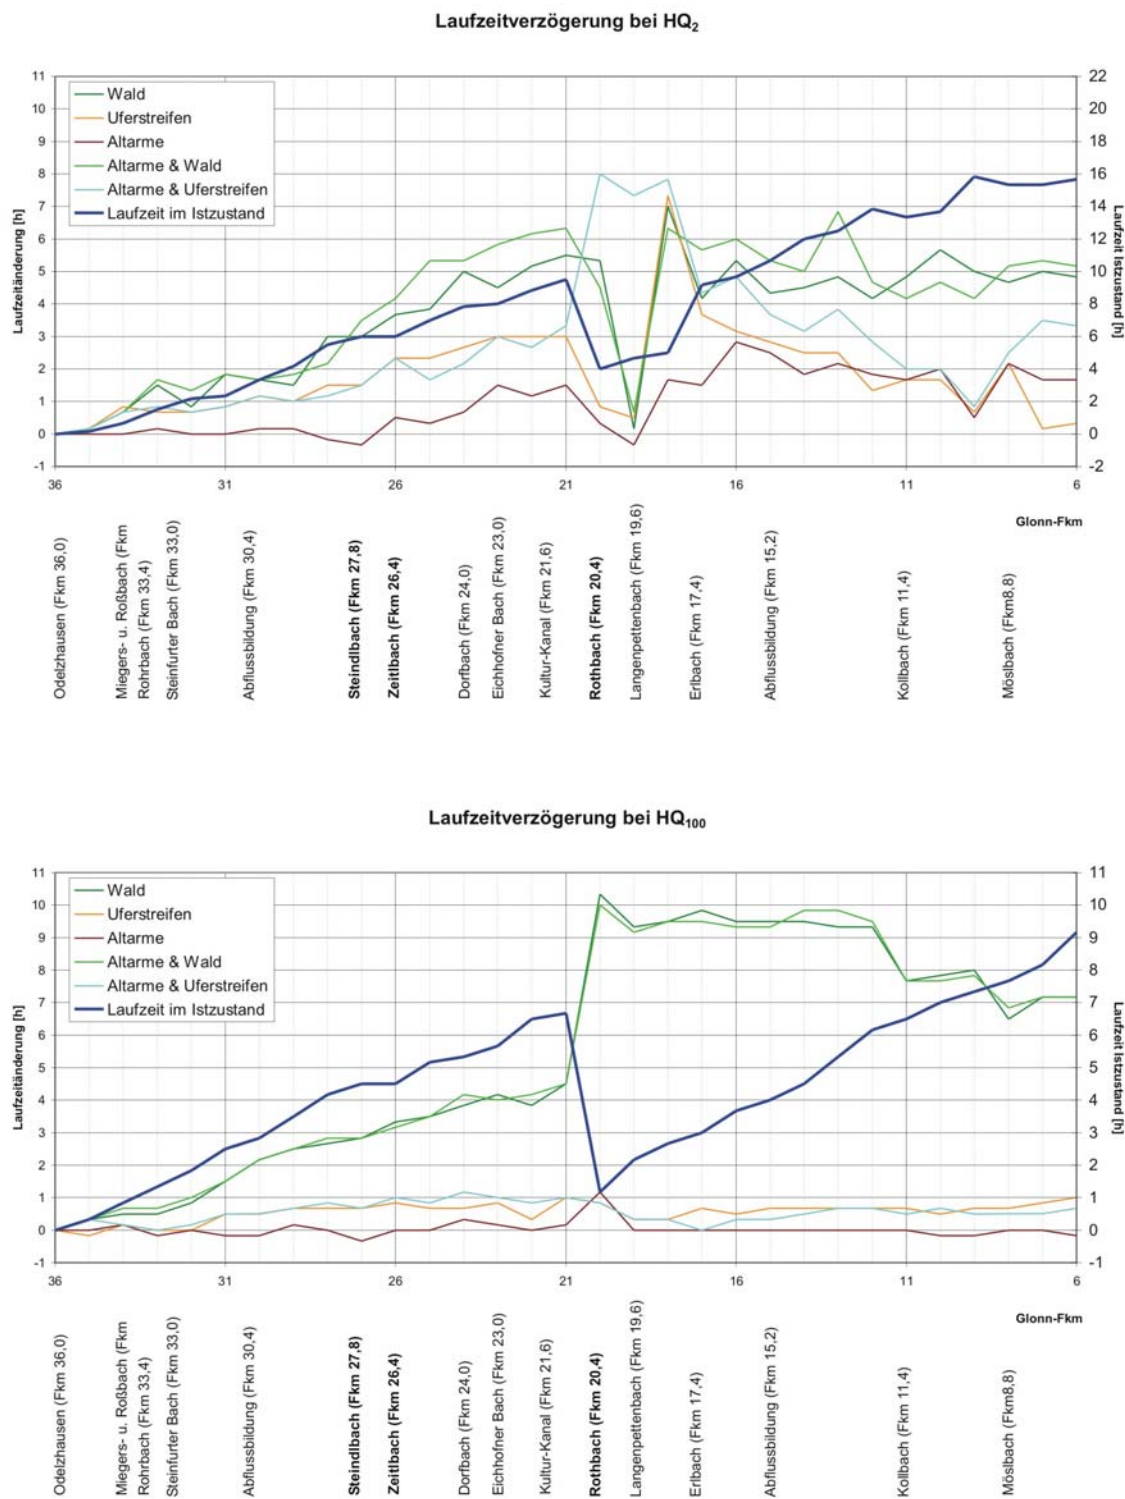 Laufzeitverzögerung bei HQ2
11
10
9
8
7
6
5
4
3
2
1
0
-1
Laufzeitänderung [h]
Wald
Uferstreifen
Altarme
Altarme & Wald
Altarme & Uferstreifen
Laufzeit im Istzustand
22
20
18
16
14
12
10
8
6
4
2
0
-2
Laufzeit Istzustand [h]
36 31 26 21 16 11 6
Glonn-Fkm
Odelzhausen (Fkm 36,0)
Miegers- u. Roßbach (Fkm
Rohrbach (Fkm 33,4)
Steinfurter Bach (Fkm 33,0)
Abflussbildung (Fkm 30,4)
Steindlbach (Fkm 27,8)
Zeitlbach (Fkm 26,4)
Dorfbach (Fkm 24,0)
Eichhofner Bach (Fkm 23,0)
Kultur-Kanal (Fkm 21,6)
Rothbach (Fkm 20,4)
Langenpettenbach (Fkm 19,6)
Erlbach (Fkm 17,4)
Abflussbildung (Fkm 15,2)
Kollbach (Fkm 11,4)
Möslbach (Fkm8,8)
Laufzeitverzögerung bei HQ100
11
10
9
8
7
6
5
4
3
2
1
0
-1
Laufzeitänderung [h]
Wald
Uferstreifen
Altarme
Altarme & Wald
Altarme & Uferstreifen
Laufzeit im Istzustand
11
10
9
8
7
6
5
4
3
2
1
0
-1
Laufzeit Istzustand [h]
36 31 26 21 16 11 6
Glonn-Fkm
Odelzhausen (Fkm 36,0)
Miegers- u. Roßbach (Fkm
Rohrbach (Fkm 33,4)
Steinfurter Bach (Fkm 33,0)
Abflussbildung (Fkm 30,4)
Steindlbach (Fkm 27,8)
Zeitlbach (Fkm 26,4)
Dorfbach (Fkm 24,0)
Eichhofner Bach (Fkm 23,0)
Kultur-Kanal (Fkm 21,6)
Rothbach (Fkm 20,4)
Langenpettenbach (Fkm 19,6)
Erlbach (Fkm 17,4)
Abflussbildung (Fkm 15,2)
Kollbach (Fkm 11,4)
Möslbach (Fkm8,8)